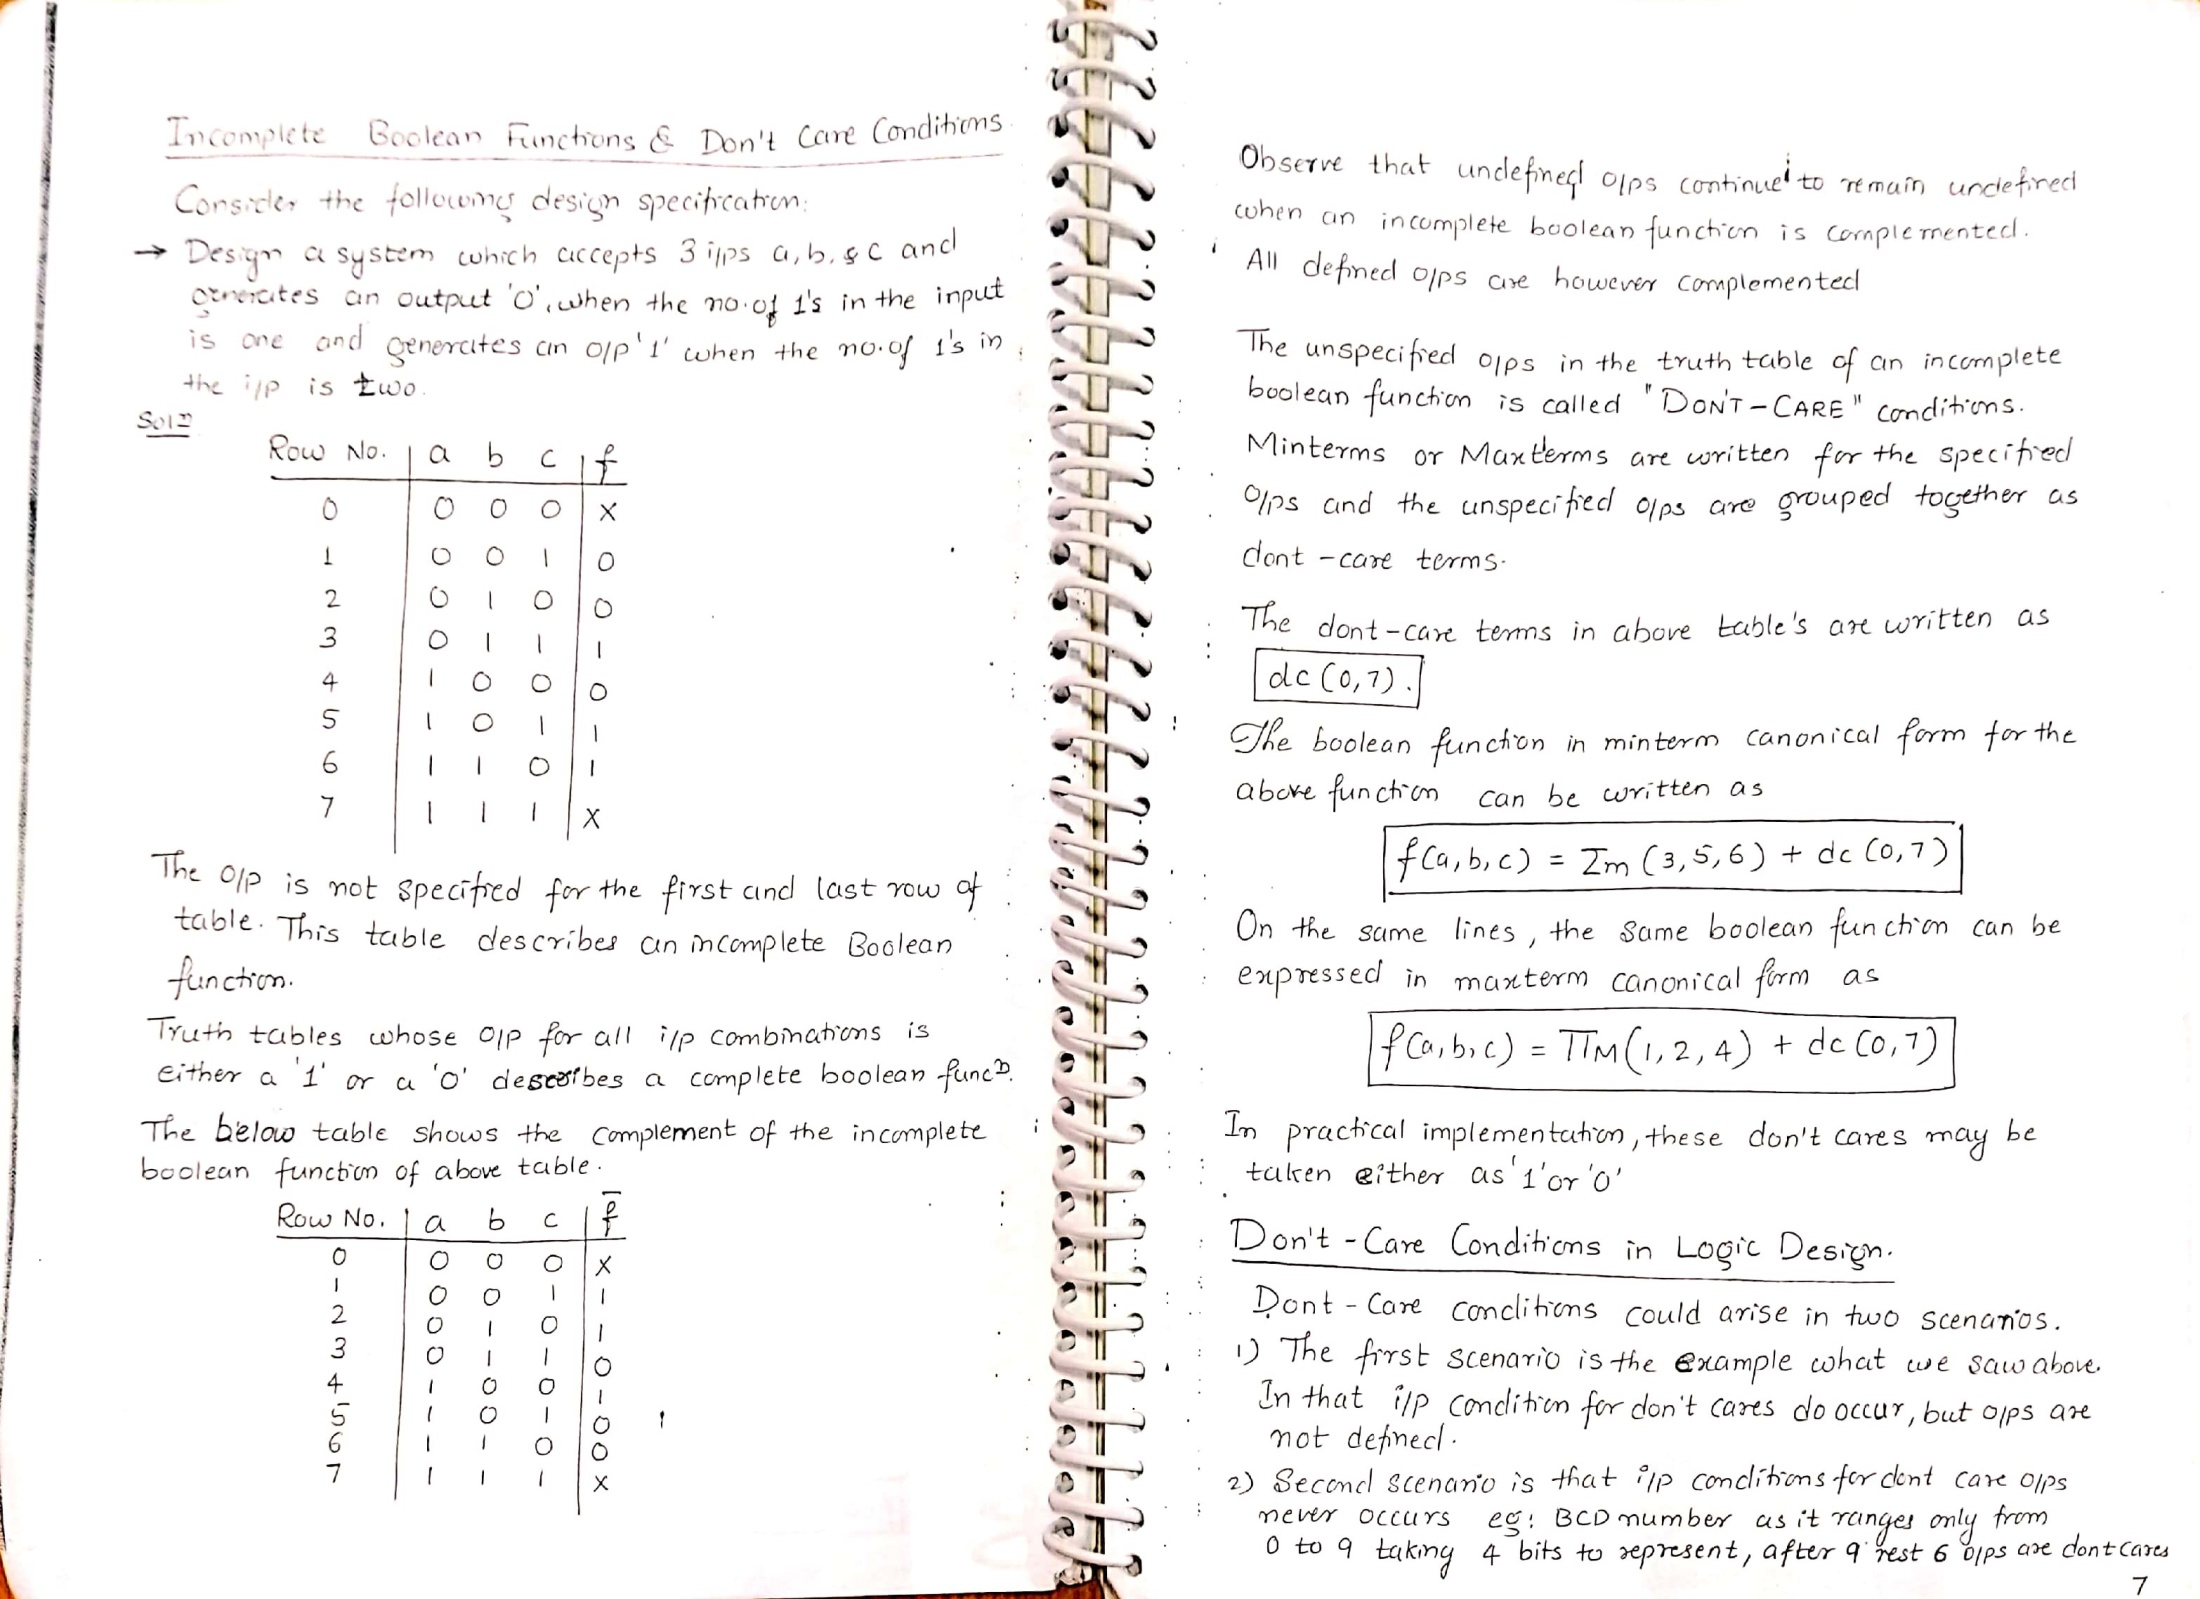 Incomplete Boolean Functions & Don't Care Conditions
Consider the following design specification:
→ Design a system which accepts 3 i/ps a, b, & c and
generates an output '0', when the no. of 1's in the input
is one and generates an o/p '1' when the no. of 1's in
the i/p is two.
Solⁿ
Row No. a b c f
0 0 0 0 x
1 0 0 1 0
2 0 1 0 0
3 0 1 1 1
4 1 0 0 0
5 1 0 1 1
6 1 1 0 1
7 1 1 1 x
The o/p is not specified for the first and last row of
table. This table describes an incomplete Boolean
function.
Truth tables whose o/p for all i/p combinations is
either a '1' or a '0' describes a complete boolean funcⁿ.
The below table shows the complement of the incomplete
boolean function of above table.
Row No. a b c f̅
0 0 0 0 x
1 0 0 1 1
2 0 1 0 1
3 0 1 1 0
4 1 0 0 1
5 1 0 1 0
6 1 1 0 0
7 1 1 1 x
Observe that undefined o/ps continued to remain undefined
when an incomplete boolean function is complemented.
All defined o/ps are however complemented
The unspecified o/ps in the truth table of an incomplete
boolean function is called "DON'T-CARE" conditions.
Minterms or Maxterms are written for the specified
o/ps and the unspecified o/ps are grouped together as
dont-care terms.
The dont-care terms in above table's are written as
dc (0,7).
The boolean function in minterm canonical form for the
above function can be written as
f(a,b,c) = Σm (3,5,6) + dc (0,7)
On the same lines, the same boolean function can be
expressed in maxterm canonical form as
f(a,b,c) = ΠM (1,2,4) + dc (0,7)
In practical implementation, these don't cares may be
taken either as '1' or '0'
Don't-Care Conditions in Logic Design.
Dont-Care conditions could arise in two scenarios.
1) The first scenario is the example what we saw above.
In that i/p condition for don't cares do occur, but o/ps are
not defined.
2) Second scenario is that i/p conditions for dont care o/ps
never occurs eg: BCD number as it ranges only from
0 to 9 taking 4 bits to represent, after 9 rest 6 o/ps are dont cares
7